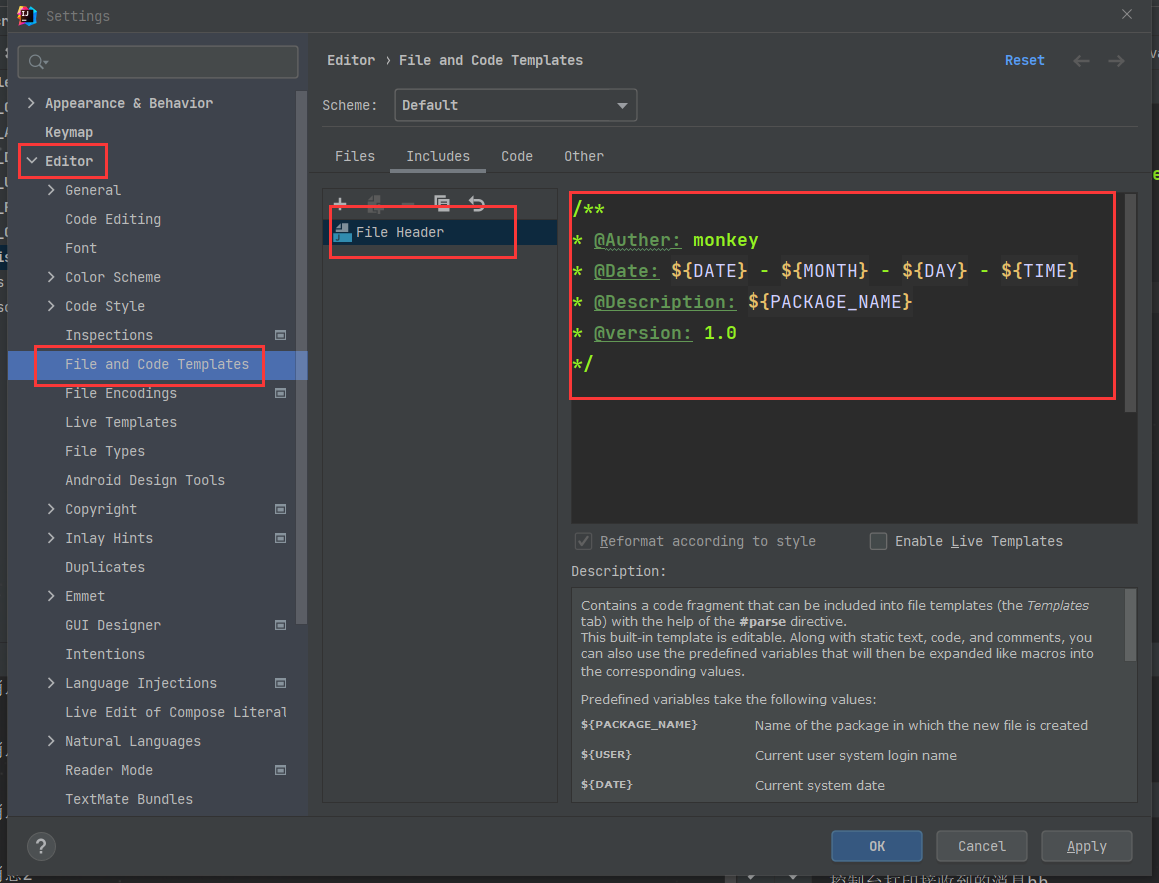 Settings
Editor › File and Code Templates
Reset
Appearance & Behavior
Keymap
Editor
General
Code Editing
Font
Color Scheme
Code Style
Inspections
File and Code Templates
File Encodings
Live Templates
File Types
Android Design Tools
Copyright
Inlay Hints
Duplicates
Emmet
GUI Designer
Intentions
Language Injections
Live Edit of Compose Literal
Natural Languages
Reader Mode
TextMate Bundles
Scheme: Default
Files Includes Code Other
File Header
/**
* @Auther: monkey
* @Date: ${DATE} - ${MONTH} - ${DAY} - ${TIME}
* @Description: ${PACKAGE_NAME}
* @version: 1.0
*/
Reformat according to style Enable Live Templates
Description:
Contains a code fragment that can be included into file templates (the Templates
tab) with the help of the #parse directive.
This built-in template is editable. Along with static text, code, and comments, you
can also use the predefined variables that will then be expanded like macros into
the corresponding values.
Predefined variables take the following values:
${PACKAGE_NAME} Name of the package in which the new file is created
${USER} Current user system login name
${DATE} Current system date
?
OK Cancel Apply